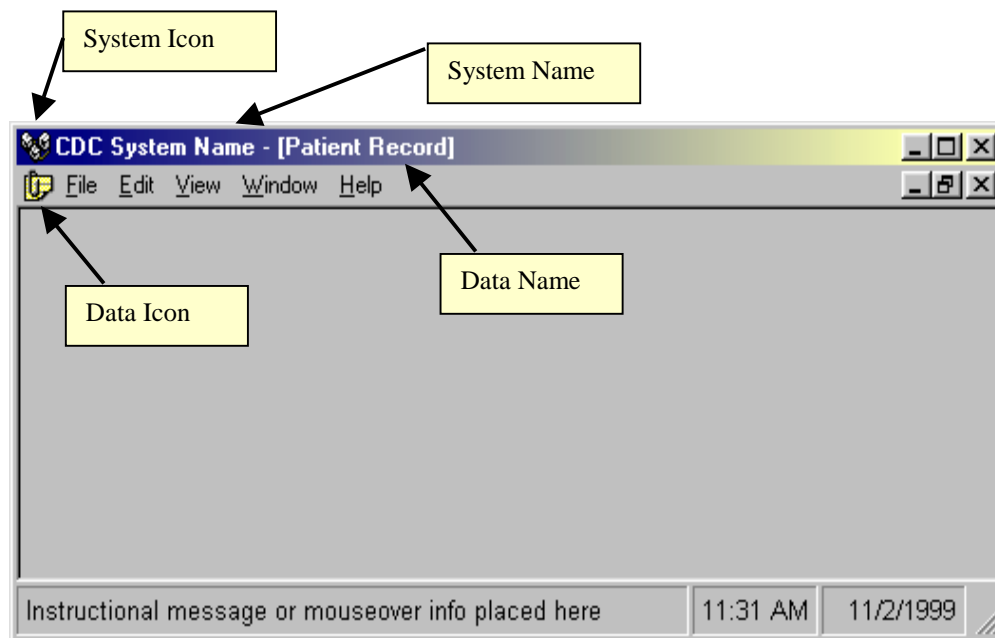 System Icon
System Name
CDC System Name - [Patient Record]
File Edit View Window Help
Data Name
Data Icon
Instructional message or mouseover info placed here 11:31 AM 11/2/1999